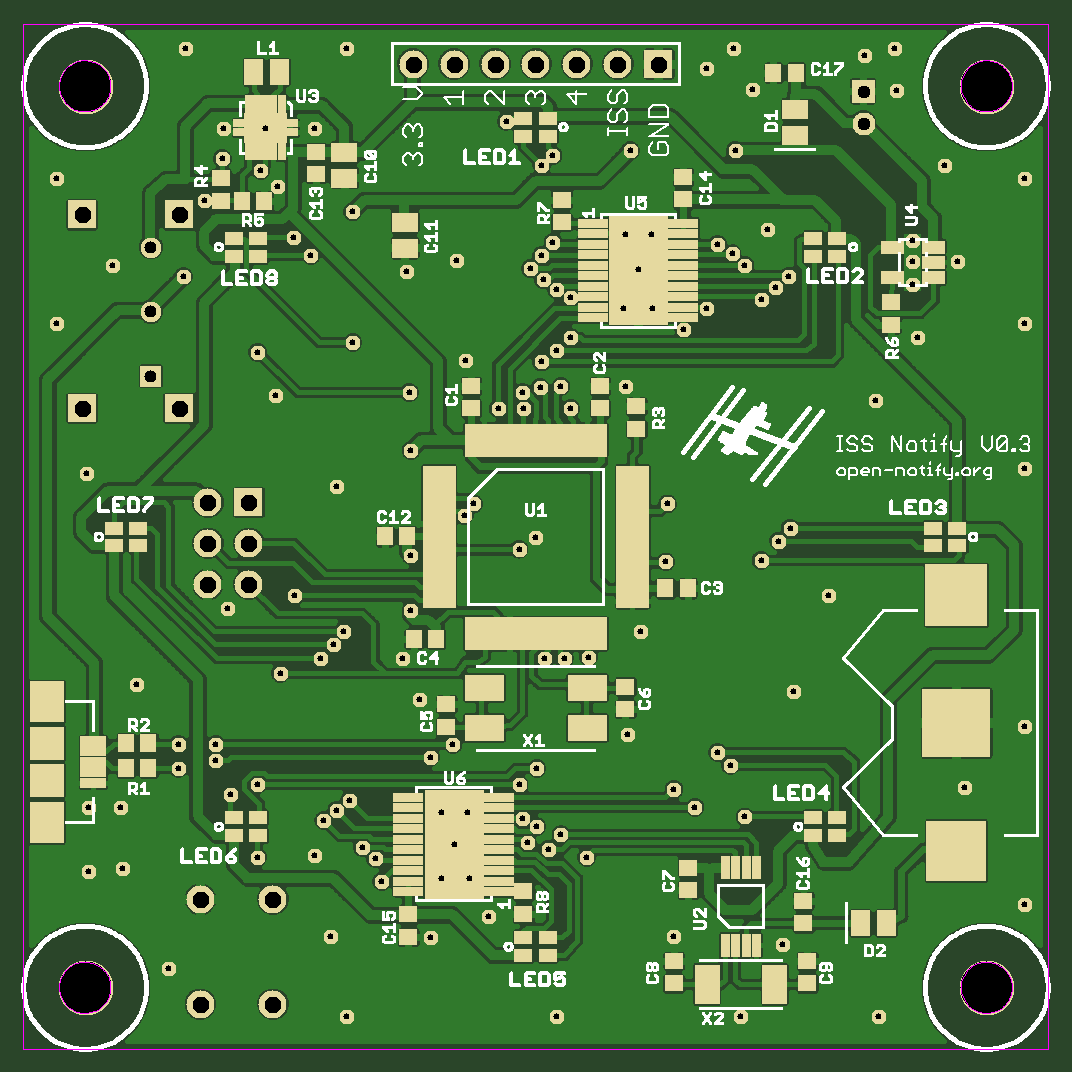 L1
U3
D 1 2 3 4 ISS GND
3.3
C17
D1
LED1
R4
C13
C10
C14
R7
1
U5
U4
R5
C11
LED8
LED2
R6
C1
C2
R3
ISS Notify V0.3
open-notify.org
LED7
U1
C12
LED3
C3
C4
C5
C6
R2
X1
R1
U6
LED4
LED6
C7
C16
1
R8
U2
C15
D2
LED5
C8
C9
X2